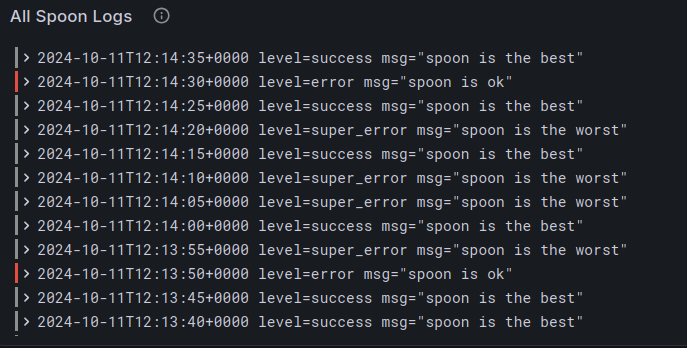 All Spoon Logs
2024-10-11T12:14:35+0000 level=success msg="spoon is the best"
2024-10-11T12:14:30+0000 level=error msg="spoon is ok"
2024-10-11T12:14:25+0000 level=success msg="spoon is the best"
2024-10-11T12:14:20+0000 level=super_error msg="spoon is the worst"
2024-10-11T12:14:15+0000 level=success msg="spoon is the best"
2024-10-11T12:14:10+0000 level=super_error msg="spoon is the worst"
2024-10-11T12:14:05+0000 level=super_error msg="spoon is the worst"
2024-10-11T12:14:00+0000 level=success msg="spoon is the best"
2024-10-11T12:13:55+0000 level=super_error msg="spoon is the worst"
2024-10-11T12:13:50+0000 level=error msg="spoon is ok"
2024-10-11T12:13:45+0000 level=success msg="spoon is the best"
2024-10-11T12:13:40+0000 level=success msg="spoon is the best"